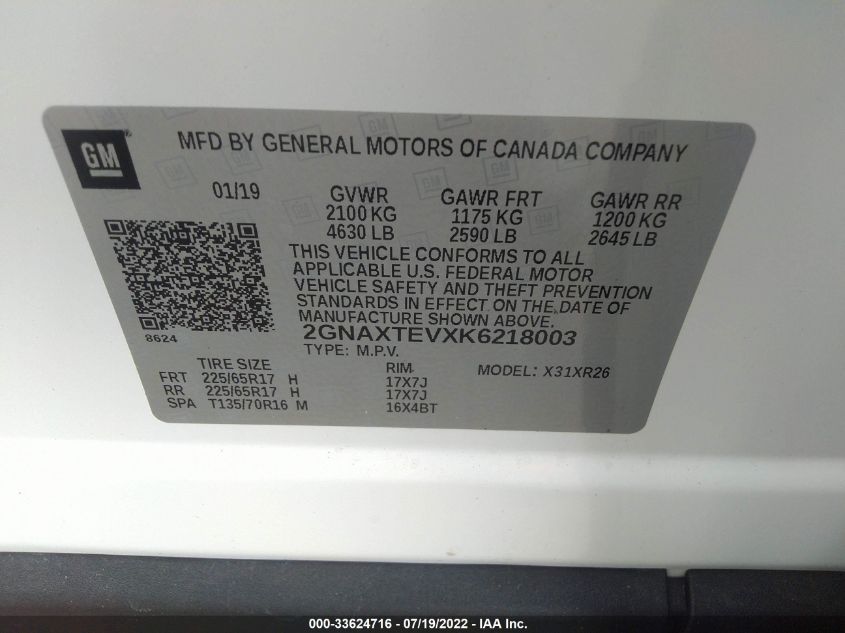 GM
MFD BY GENERAL MOTORS OF CANADA COMPANY
01/19 GVWR GAWR FRT GAWR RR
2100 KG 1175 KG 1200 KG
4630 LB 2590 LB 2645 LB
THIS VEHICLE CONFORMS TO ALL
APPLICABLE U.S. FEDERAL MOTOR
VEHICLE SAFETY AND THEFT PREVENTION
STANDARDS IN EFFECT ON THE DATE OF
MANUFACTURE SHOWN ABOVE.
8624 2GNAXTEVXK6218003
TYPE: M.P.V.
TIRE SIZE RIM MODEL: X31XR26
FRT 225/65R17 H 17X7J
RR 225/65R17 H 17X7J
SPA T135/70R16 M 16X4BT
000-33624716 - 07/19/2022 - IAA Inc.